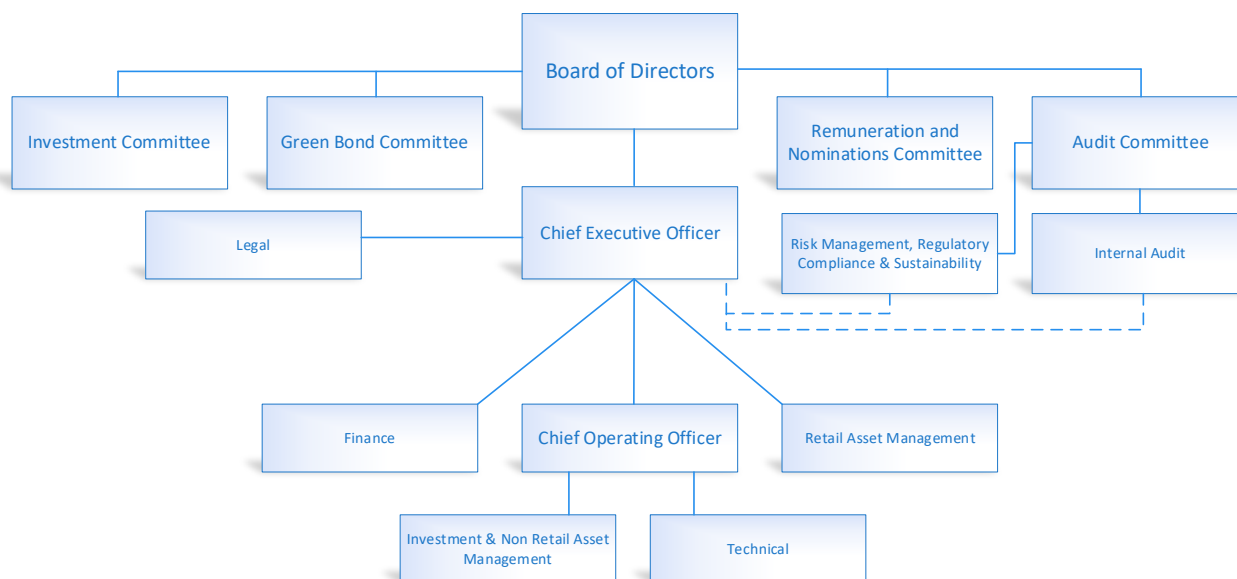 Board of Directors
Investment Committee
Green Bond Committee
Remuneration and
Nominations Committee
Audit Committee
Legal
Chief Executive Officer
Risk Management, Regulatory
Compliance & Sustainability
Internal Audit
Finance
Chief Operating Officer
Retail Asset Management
Investment & Non Retail Asset
Management
Technical